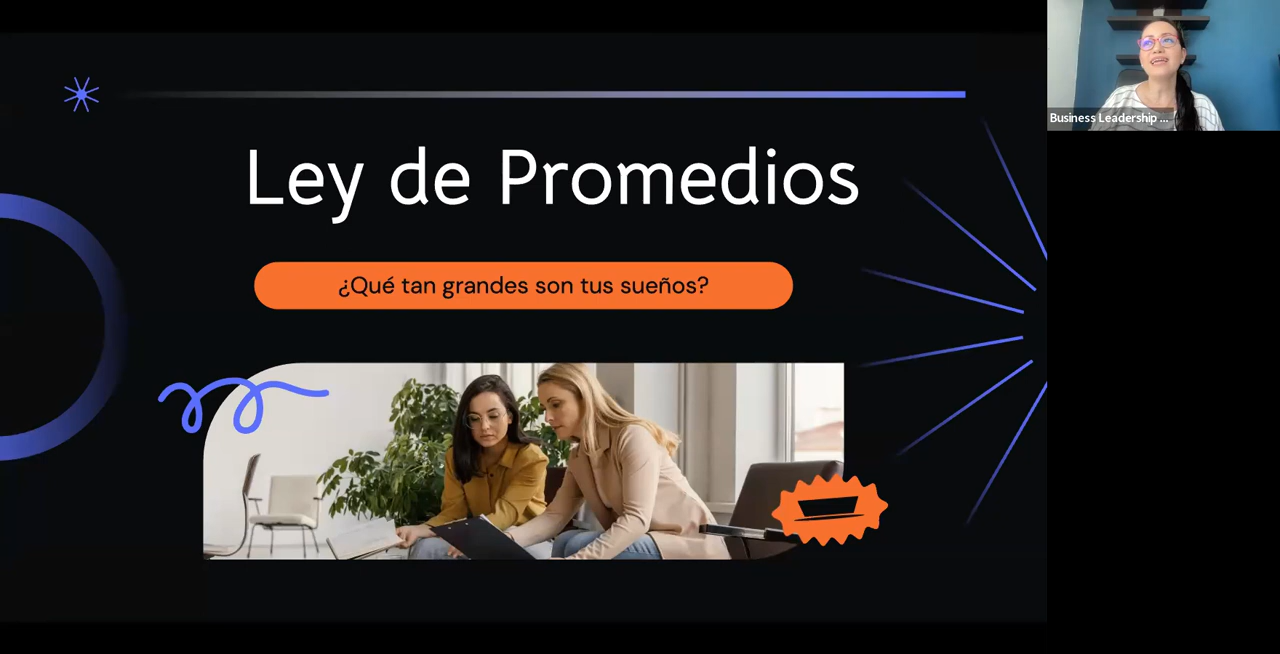 Ley de Promedios
¿Qué tan grandes son tus sueños?
Business Leadership ...